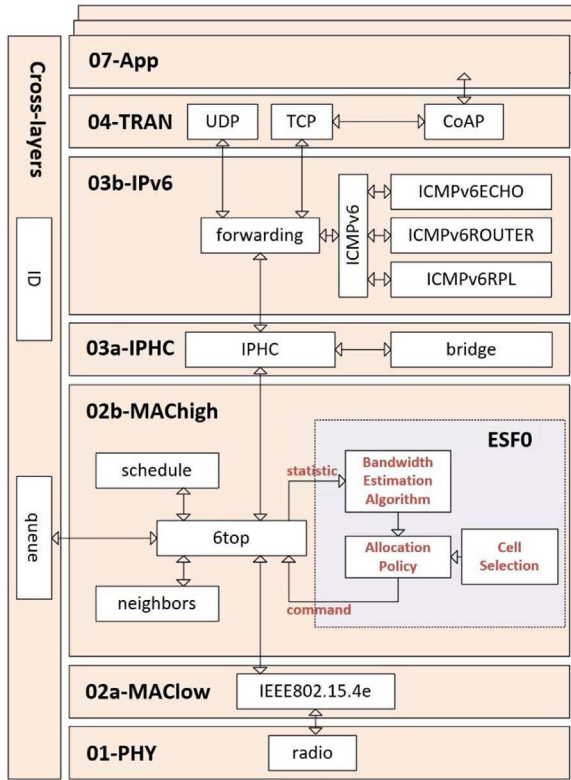 Cross-layers
ID
queue
07-App
04-TRAN
UDP
TCP
CoAP
03b-IPv6
forwarding
ICMPv6
ICMPv6ECHO
ICMPv6ROUTER
ICMPv6RPL
03a-IPHC
IPHC
bridge
02b-MAChigh
ESF0
schedule
statistic
Bandwidth
Estimation
Algorithm
6top
Allocation
Policy
Cell
Selection
neighbors
command
02a-MAClow
IEEE802.15.4e
01-PHY
radio